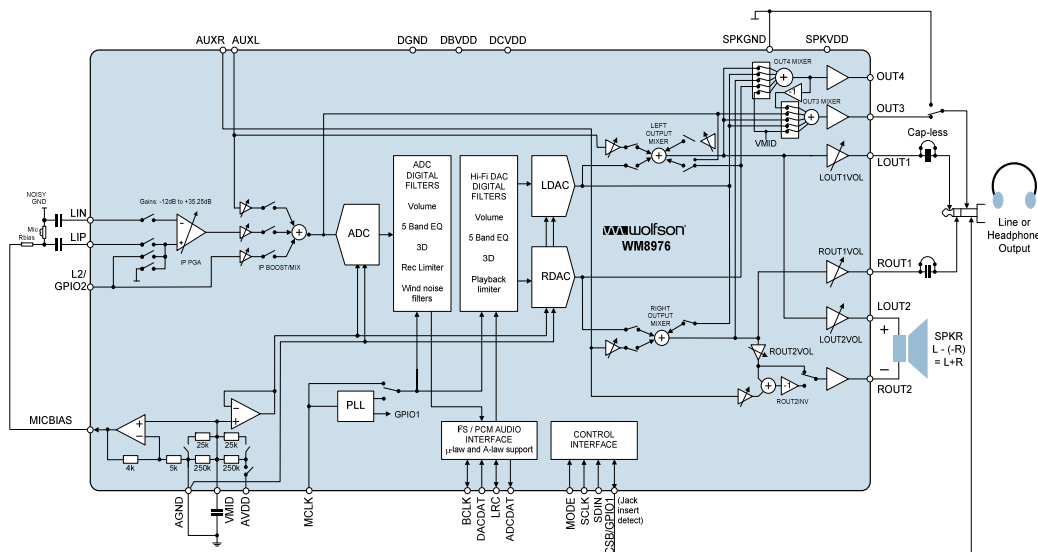 AUXR AUXL
DGND
DBVDD
DCVDD
SPKGND
SPKVDD
OUT4 MIXER
OUT4
-1
OUT3 MIXER
OUT3
VMID
Cap-less
LEFT
OUTPUT
MIXER
LOUT1
LOUT1VOL
ADC
DIGITAL
FILTERS
Volume
5 Band EQ
3D
Rec Limiter
Wind noise
filters
Hi-Fi DAC
DIGITAL
FILTERS
Volume
5 Band EQ
3D
Playback
limiter
LDAC
RDAC
wolfson
WM8976
NOISY
GND
Mic
Rbias
LIN
LIP
L2/
GPIO2
Gains: -12dB to +35.25dB
IP PGA
IP BOOST/MIX
ADC
Line or
Headphone
Output
ROUT1VOL
ROUT1
RIGHT
OUTPUT
MIXER
LOUT2
LOUT2VOL
ROUT2VOL
-1
ROUT2INV
ROUT2
+
−
SPKR
L - (-R)
= L+R
MICBIAS
4k
5k
25k
25k
250k
250k
PLL
GPIO1
I²S / PCM AUDIO
INTERFACE
μ-law and A-law support
CONTROL
INTERFACE
AGND
VMID
AVDD
MCLK
BCLK
DACDAT
LRC
ADCDAT
MODE
SCLK
SDIN
CSB/GPIO1
(Jack
insert
detect)